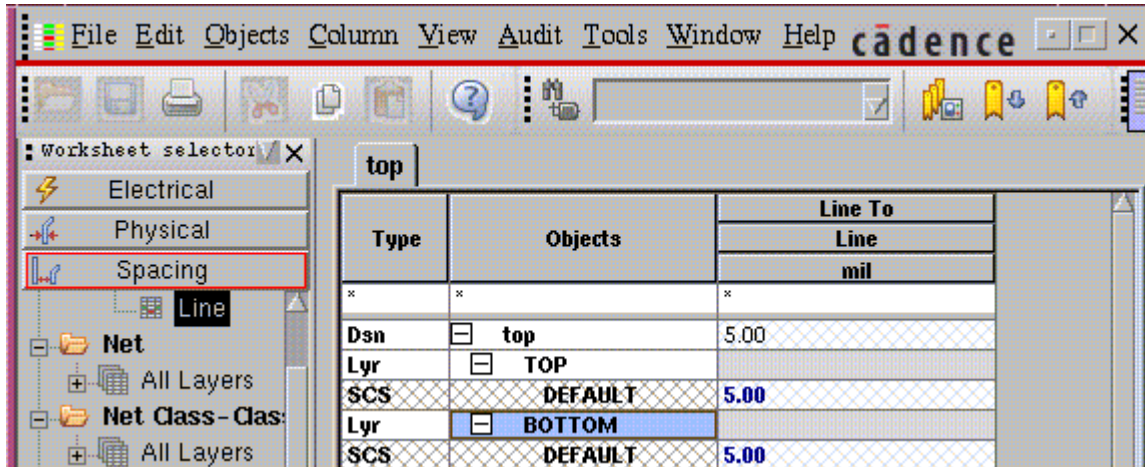 File Edit Objects Column View Audit Tools Window Help cādence
Worksheet selector
top
Electrical
Physical
Spacing
Line
Net
All Layers
Net Class-Clas
All Layers
Line To
Type Objects Line
mil
* * *
Dsn top 5.00
Lyr TOP
SCS DEFAULT 5.00
Lyr BOTTOM
SCS DEFAULT 5.00